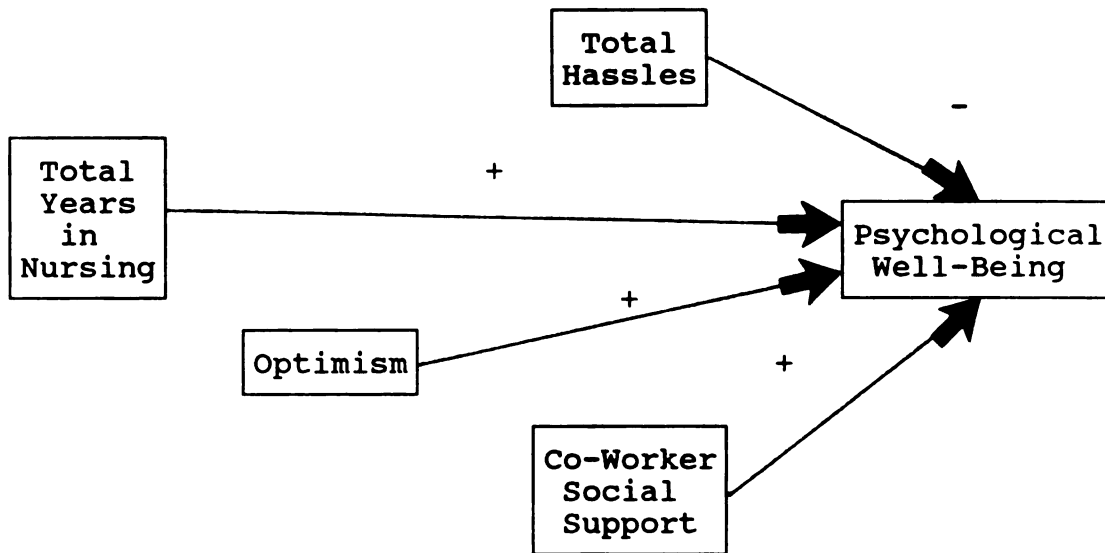 Total
Hassles
-
+
Total
Years
in
Nursing
Psychological
Well-Being
+
Optimism
+
Co-Worker
Social
Support